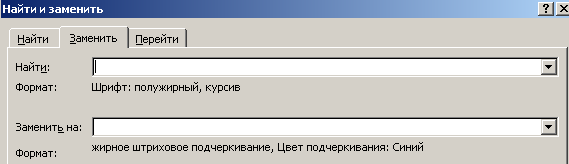 Найти и заменить
Найти Заменить Перейти
Найти:
Формат: Шрифт: полужирный, курсив
Заменить на:
Формат: жирное штриховое подчеркивание, Цвет подчеркивания: Синий